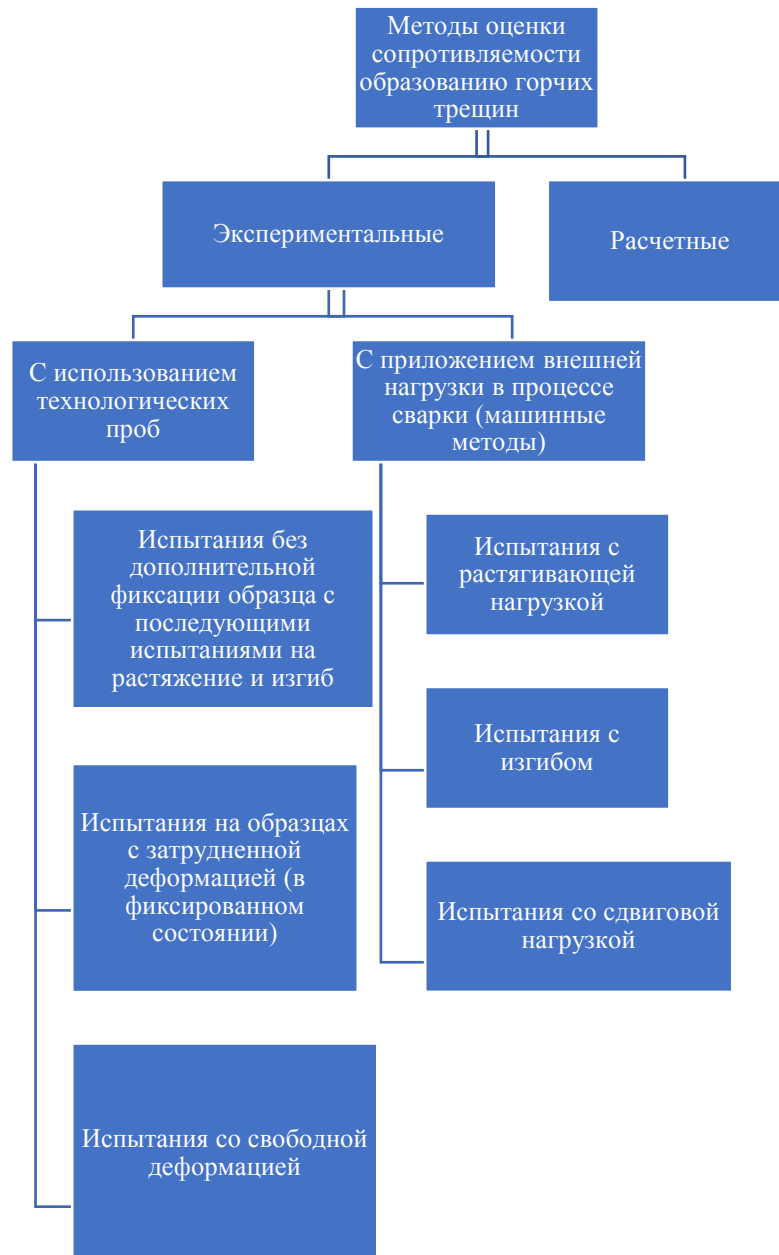 Методы оценки
сопротивляемости
образованию горчих
трещин
Экспериментальные
Расчетные
С использованием
технологических
проб
С приложением внешней
нагрузки в процессе
сварки (машинные
методы)
Испытания без
дополнительной
фиксации образца с
последующими
испытаниями на
растяжение и изгиб
Испытания с
растягивающей
нагрузкой
Испытания с
изгибом
Испытания на образцах
с затрудненной
деформацией (в
фиксированном
состоянии)
Испытания со сдвиговой
нагрузкой
Испытания со свободной
деформацией